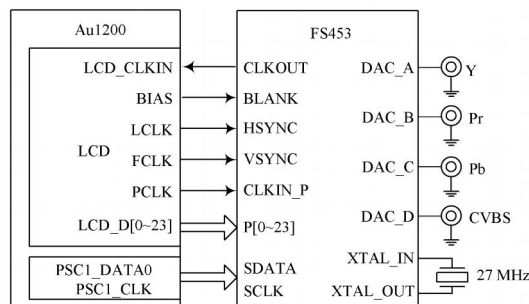 Au1200
FS453
LCD_CLKIN
CLKOUT
DAC_A
Y
BIAS
BLANK
LCLK
HSYNC
DAC_B
Pr
LCD
FCLK
VSYNC
DAC_C
Pb
PCLK
CLKIN_P
LCD_D[0~23]
P[0~23]
DAC_D
CVBS
PSC1_DATA0
SDATA
XTAL_IN
27 MHz
PSC1_CLK
SCLK
XTAL_OUT